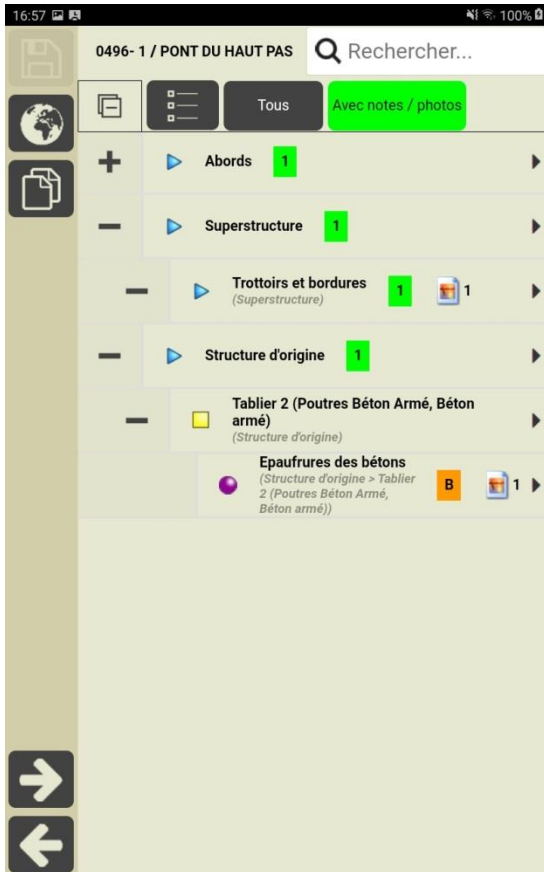 16:57 100%
0496- 1 / PONT DU HAUT PAS Rechercher...
Tous Avec notes / photos
Abords 1
Superstructure 1
Trottoirs et bordures 1 1
(Superstructure)
Structure d'origine 1
Tablier 2 (Poutres Béton Armé, Béton
armé)
(Structure d'origine)
Epaufrures des bétons
(Structure d'origine > Tablier
2 (Poutres Béton Armé,
Béton armé))
B 1